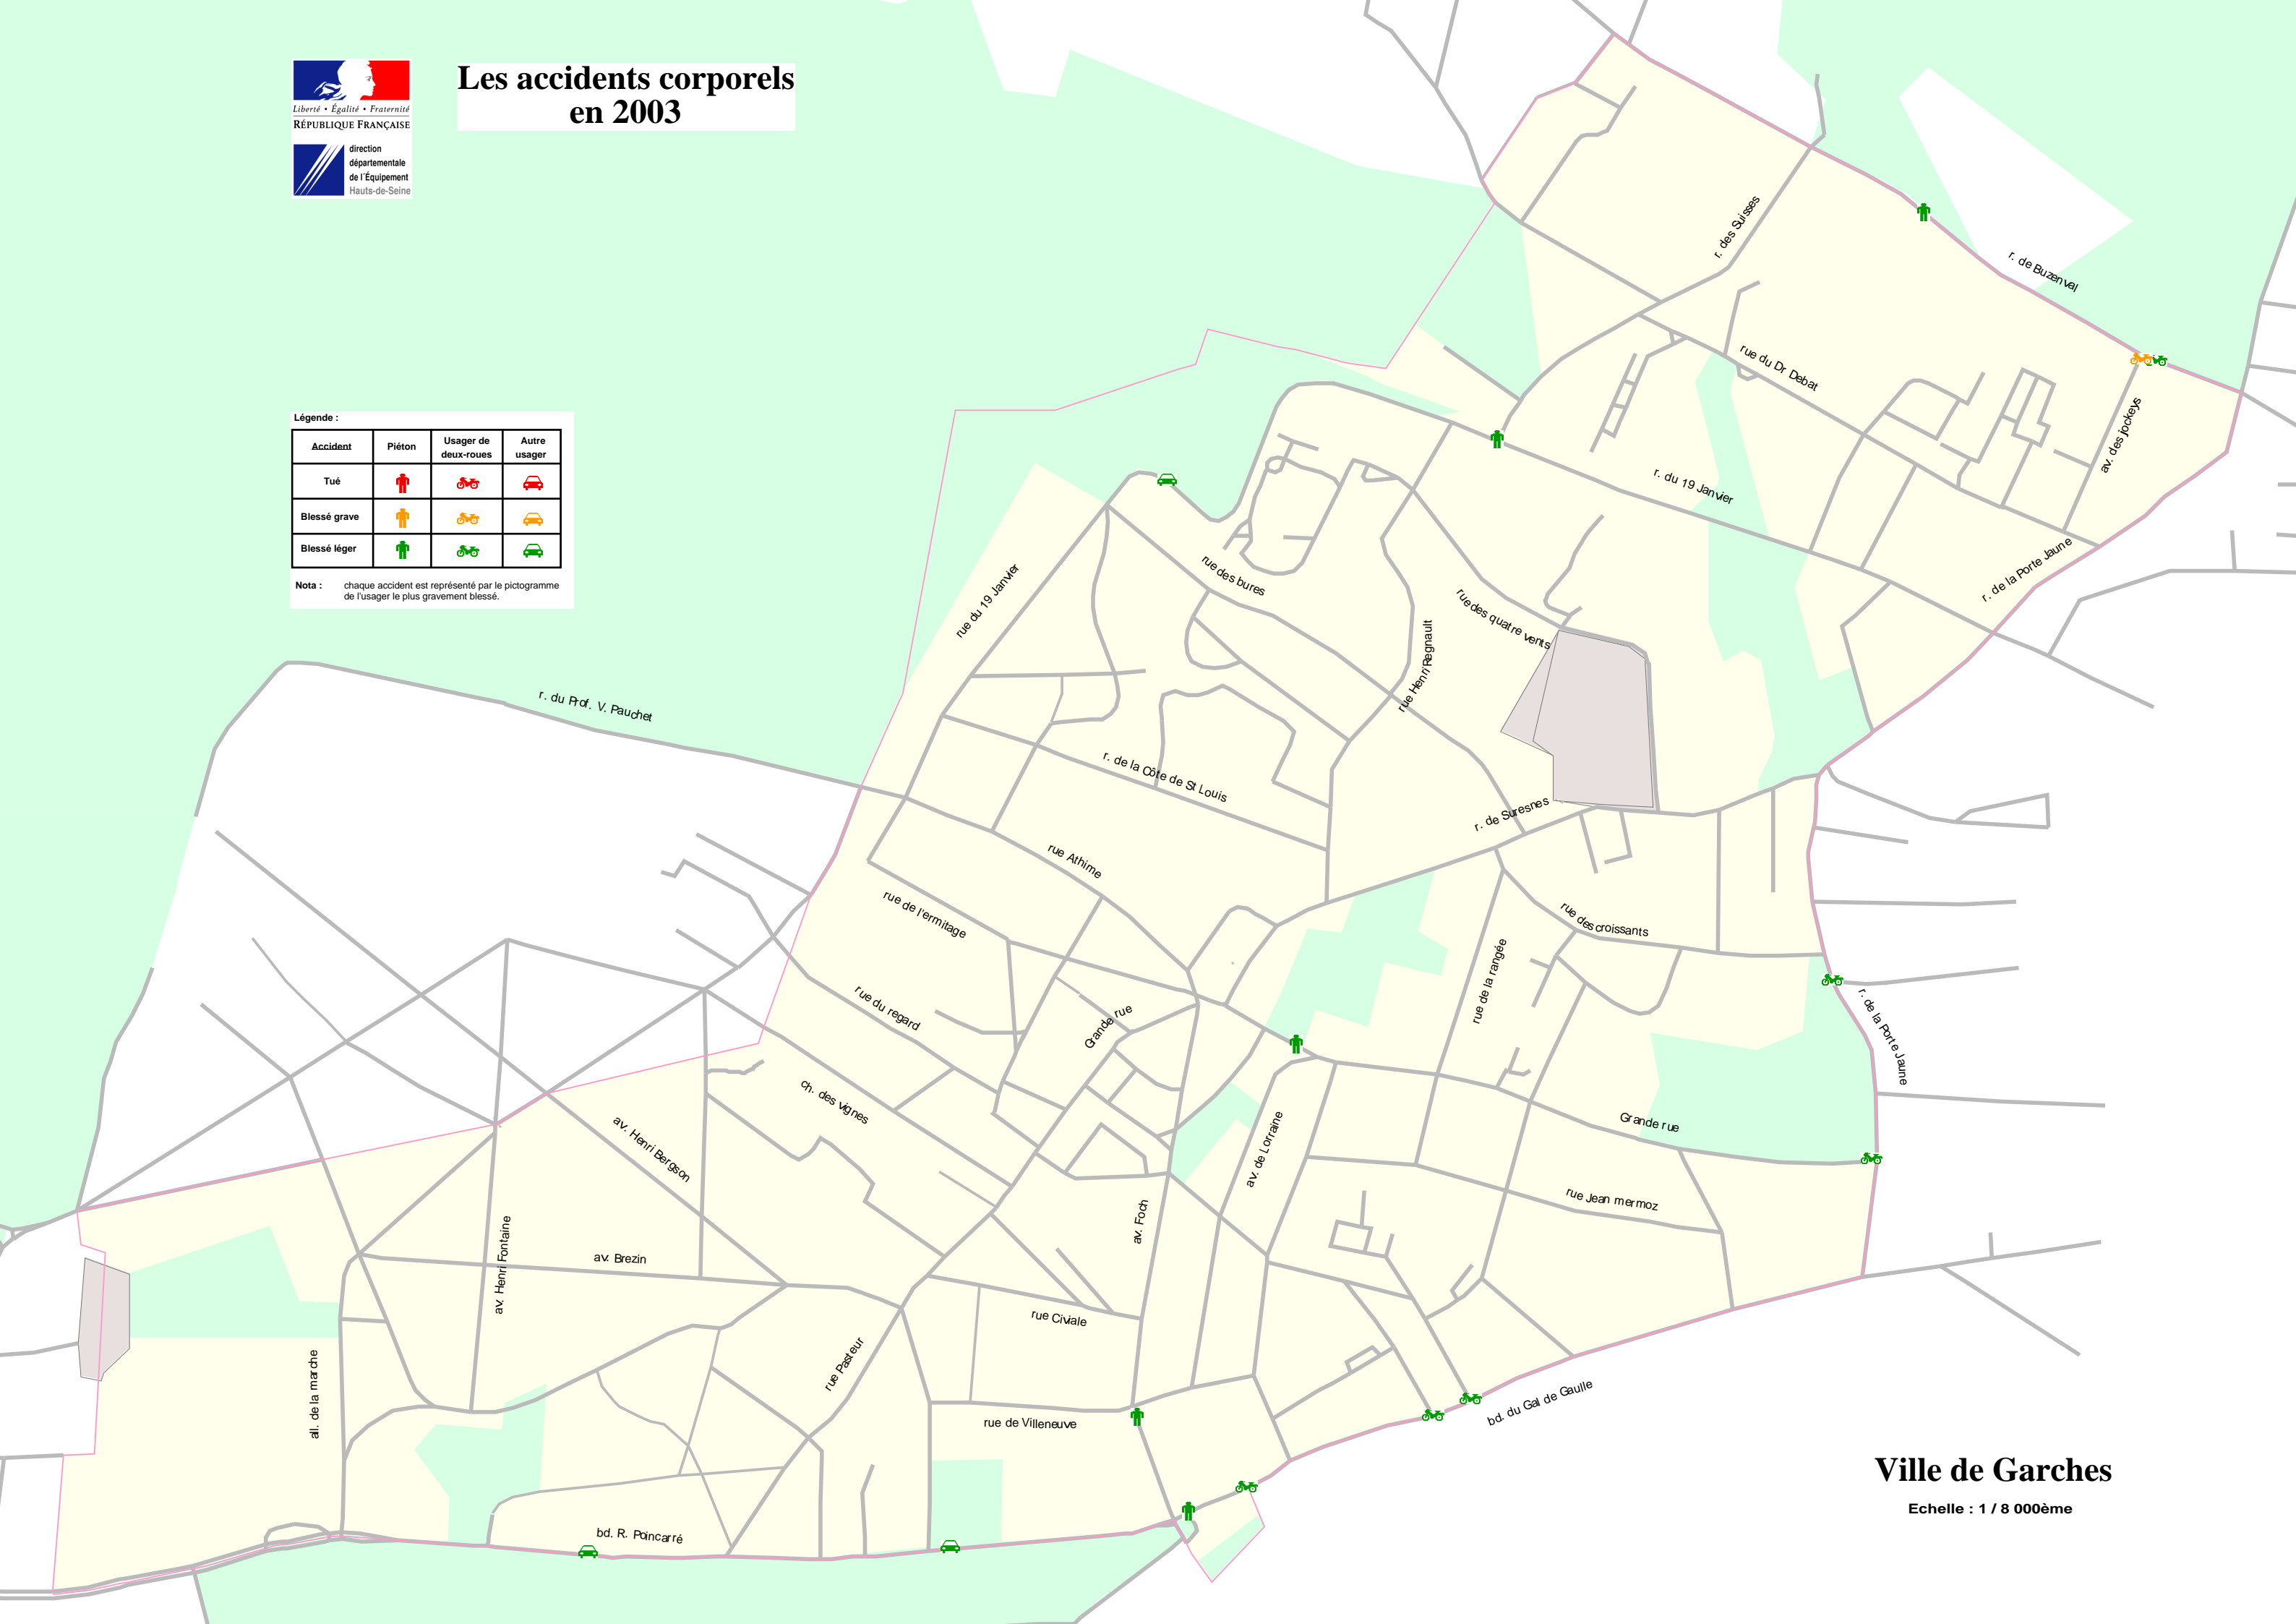 Liberté • Égalité • Fraternité
RÉPUBLIQUE FRANÇAISE
direction
départementale
de l'Équipement
Hauts-de-Seine
Les accidents corporels
en 2003
Légende :
Accident
Piéton
Usager de
deux-roues
Autre
usager
Tué
Blessé grave
Blessé léger
Nota :
chaque accident est représenté par le pictogramme
de l'usager le plus gravement blessé.
r. des Suisses
r. de Buzenval
rue du Dr Debat
av. des jockeys
r. du 19 Janvier
r. de la Porte Jaune
rue des bures
rue du 19 Janvier
rue des quatre vents
rue Henri Regnault
r. du Prof. V. Pauchet
r. de la Côte de St Louis
r. de Suresnes
rue Athime
rue de l'ermitage
rue des croissants
rue de la rangée
rue du regard
Grande rue
r. de la Porte Jaune
ch. des vignes
av. Henri Bergson
av. de Lorraine
Grande rue
rue Jean mermoz
av. Foch
av. Henri Fontaine
av. Brezin
rue Civiale
rue Pasteur
all. de la marche
rue de Villeneuve
bd. du Gal de Gaulle
bd. R. Poincarré
Ville de Garches
Echelle : 1 / 8 000ème